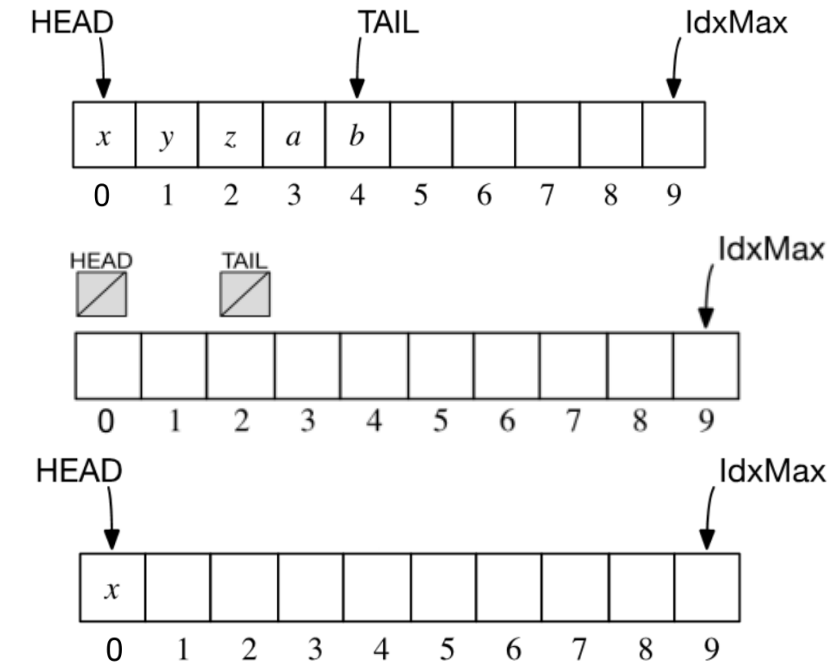 HEAD TAIL IdxMax
x y z a b
0 1 2 3 4 5 6 7 8 9
HEAD TAIL IdxMax
0 1 2 3 4 5 6 7 8 9
HEAD IdxMax
x
0 1 2 3 4 5 6 7 8 9